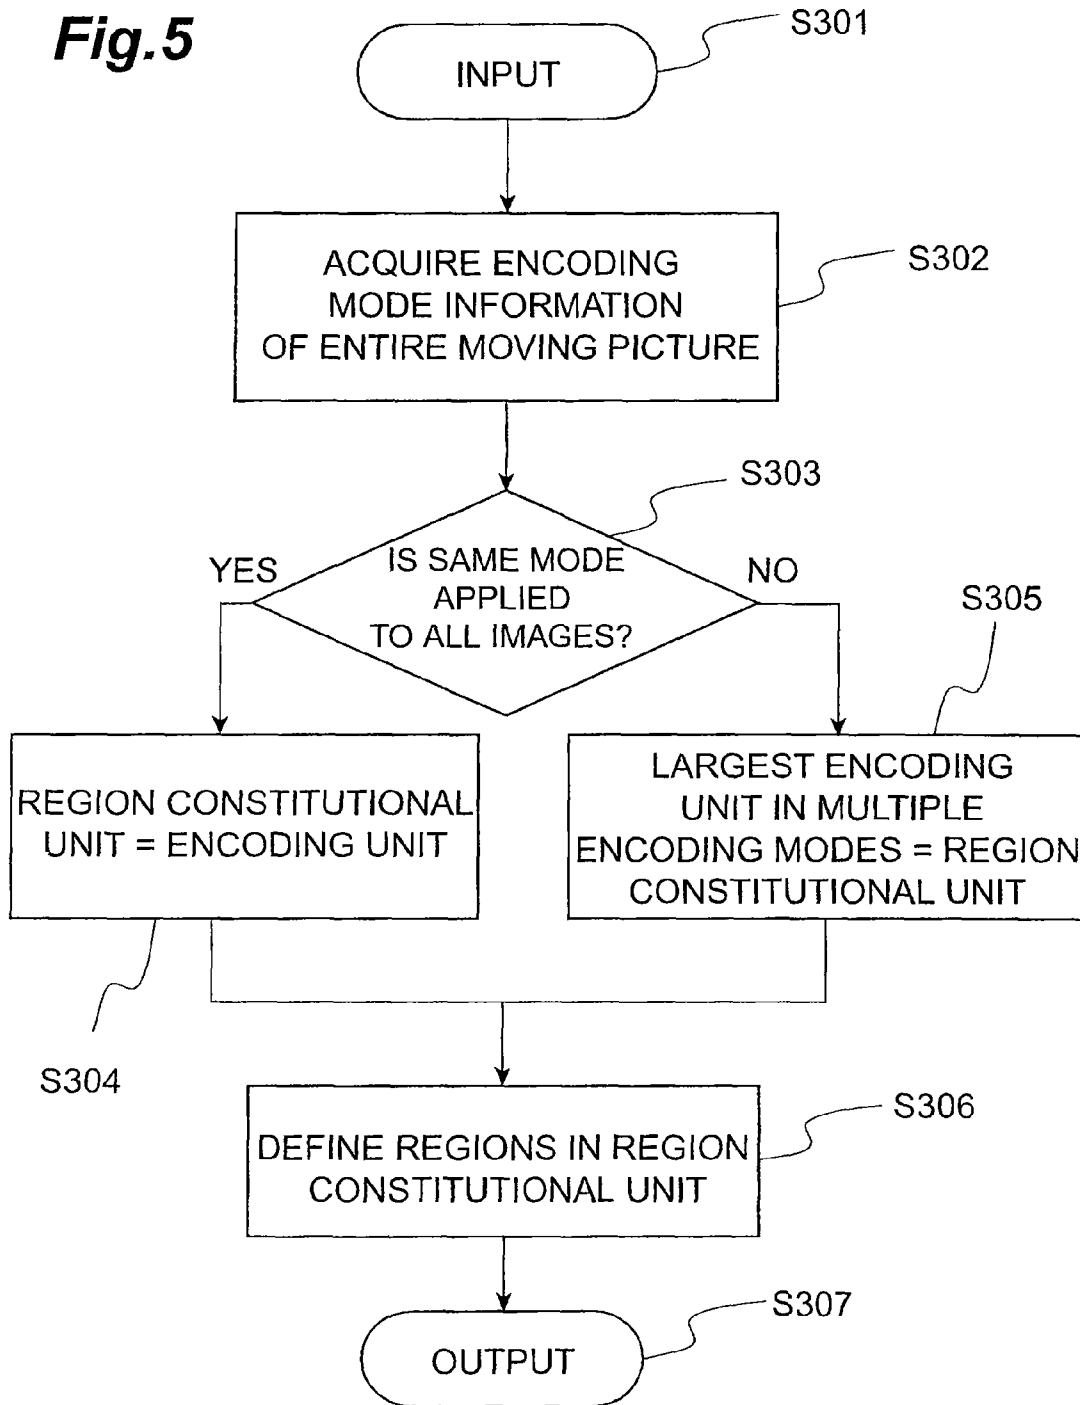 Fig.5
S301
INPUT
ACQUIRE ENCODING
MODE INFORMATION
OF ENTIRE MOVING PICTURE
S302
S303
IS SAME MODE
APPLIED
TO ALL IMAGES?
YES
NO
S305
REGION CONSTITUTIONAL
UNIT = ENCODING UNIT
LARGEST ENCODING
UNIT IN MULTIPLE
ENCODING MODES = REGION
CONSTITUTIONAL UNIT
S304
S306
DEFINE REGIONS IN REGION
CONSTITUTIONAL UNIT
S307
OUTPUT